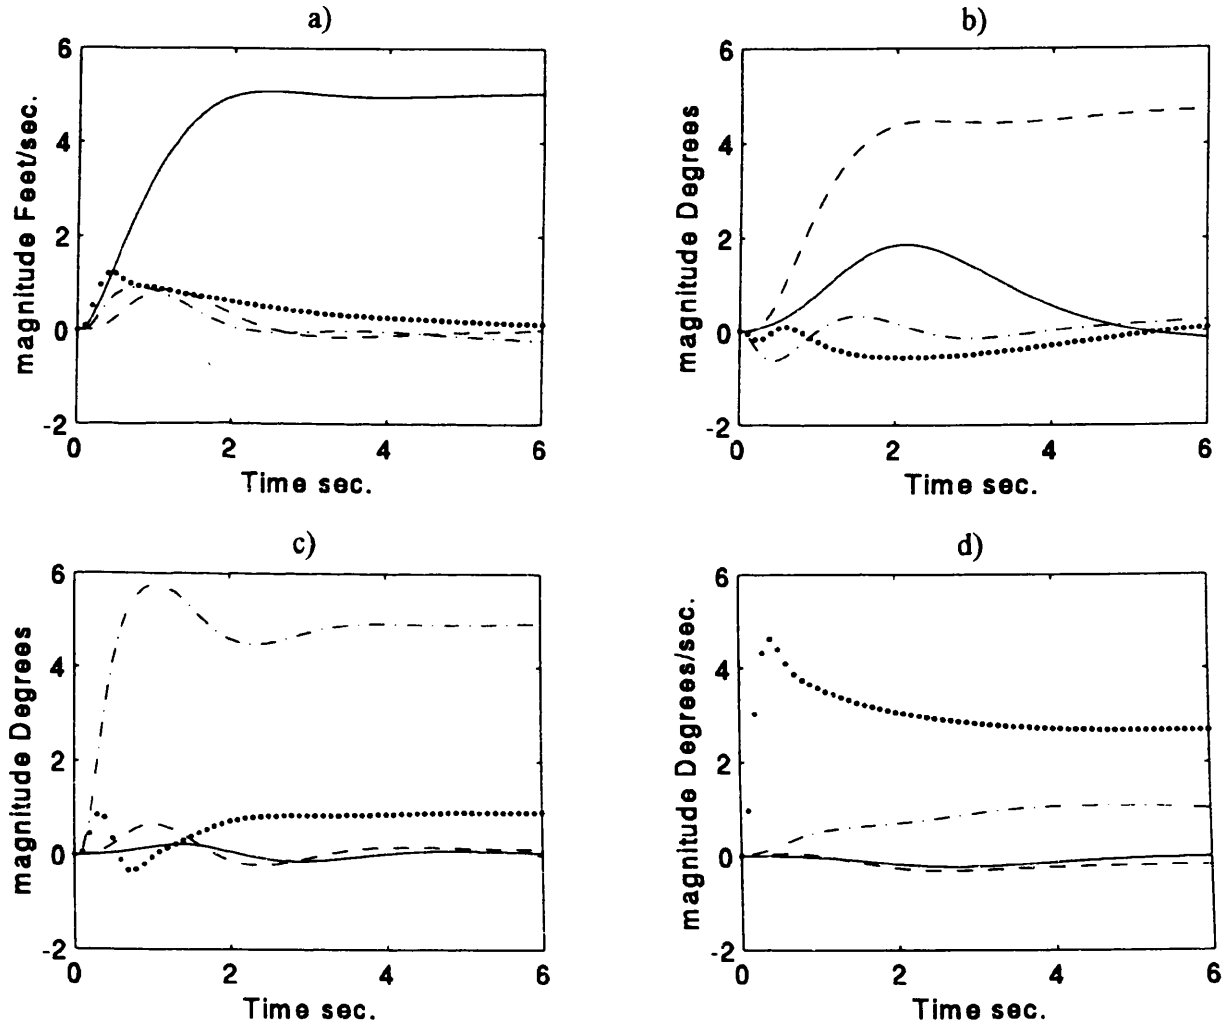 a)
6
4
2
0
-2
magnitude Feet/sec.
0 2 4 6
Time sec.
b)
6
4
2
0
-2
magnitude Degrees
0 2 4 6
Time sec.
c)
6
4
2
0
-2
magnitude Degrees
0 2 4 6
Time sec.
d)
6
4
2
0
-2
magnitude Degrees/sec.
0 2 4 6
Time sec.